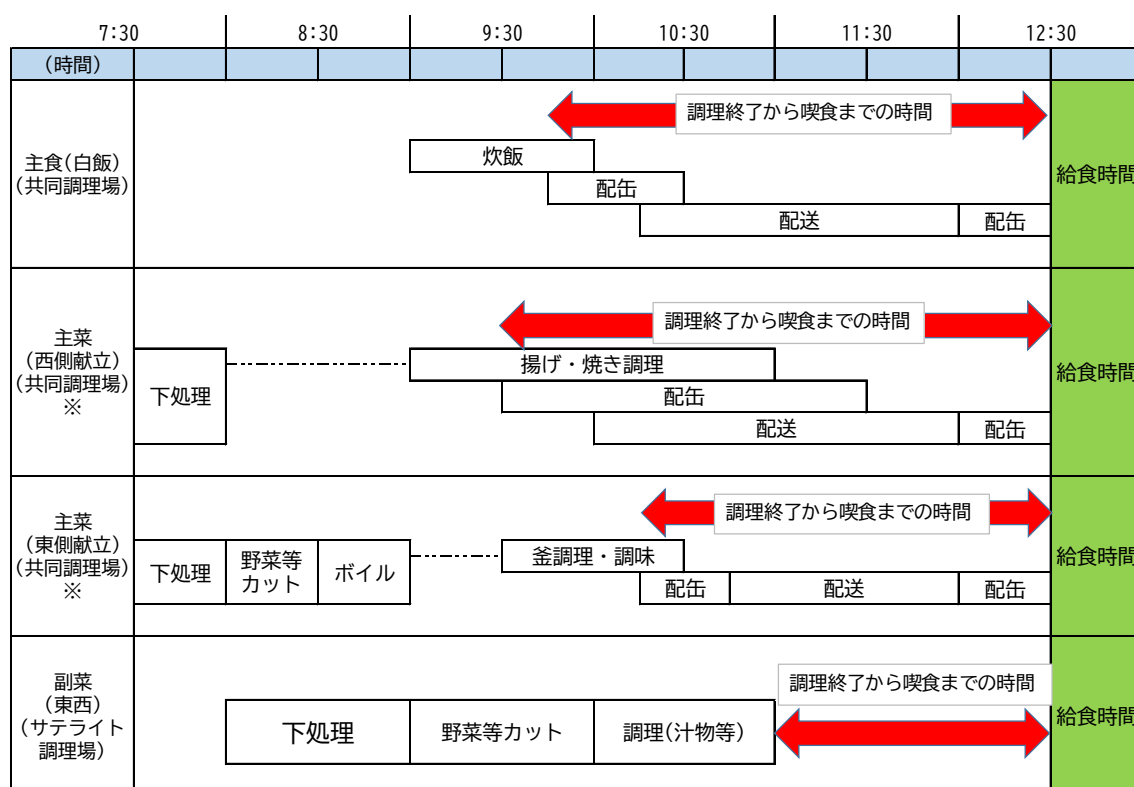 7:30 8:30 9:30 10:30 11:30 12:30
(時間)
主食(白飯)
(共同調理場)
調理終了から喫食までの時間
炊飯
配缶
配送
配缶
給食時間
主菜
(西側献立)
(共同調理場)
※
調理終了から喫食までの時間
下処理
揚げ・焼き調理
配缶
配送
配缶
給食時間
主菜
(東側献立)
(共同調理場)
※
調理終了から喫食までの時間
下処理
野菜等
カット
ボイル
釜調理・調味
配缶
配送
配缶
給食時間
副菜
(東西)
(サテライト
調理場)
調理終了から喫食までの時間
下処理
野菜等カット
調理(汁物等)
給食時間